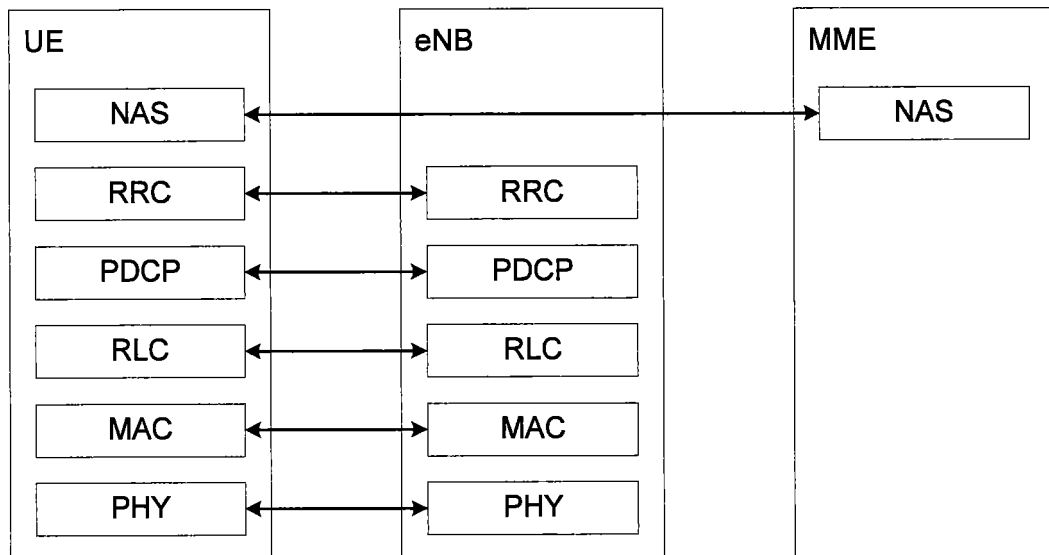 UE
eNB
MME
NAS
NAS
RRC
RRC
PDCP
PDCP
RLC
RLC
MAC
MAC
PHY
PHY